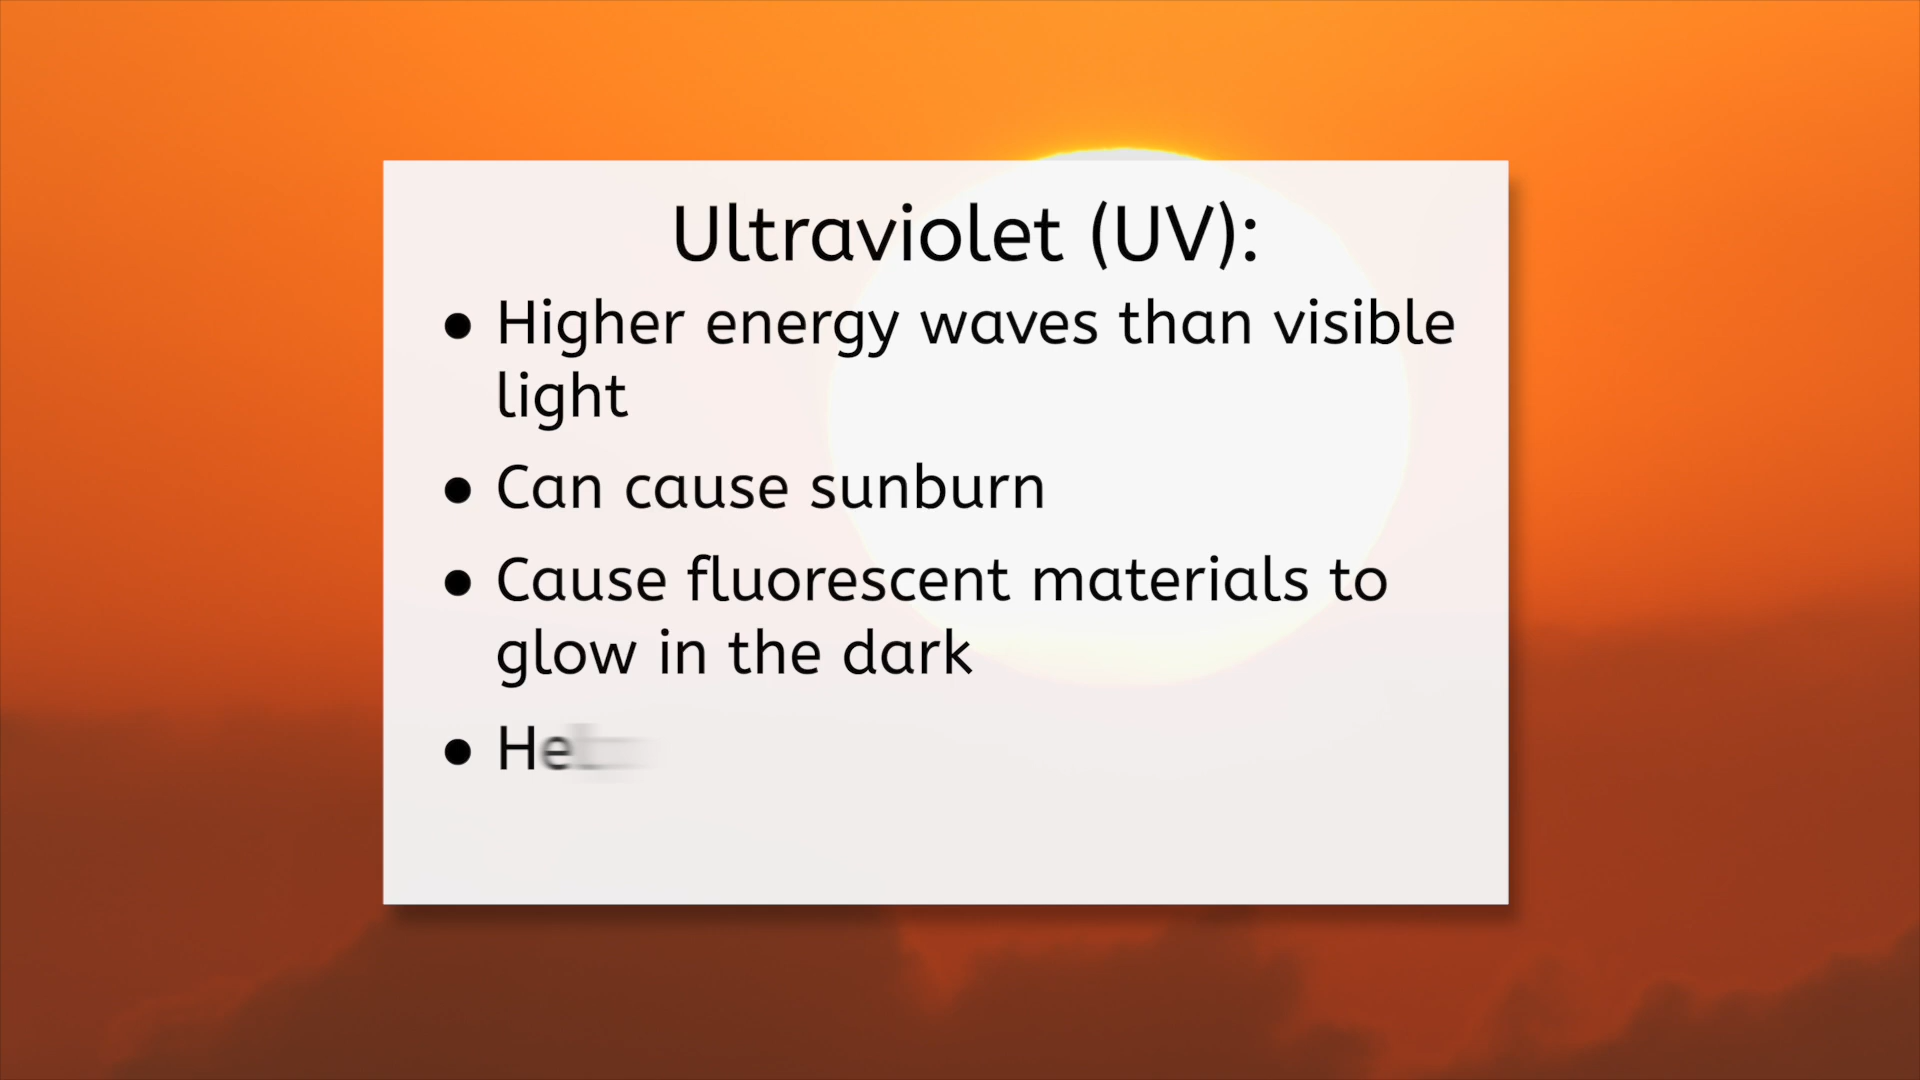 Ultraviolet (UV):
• Higher energy waves than visible
light
• Can cause sunburn
• Cause fluorescent materials to
glow in the dark
•